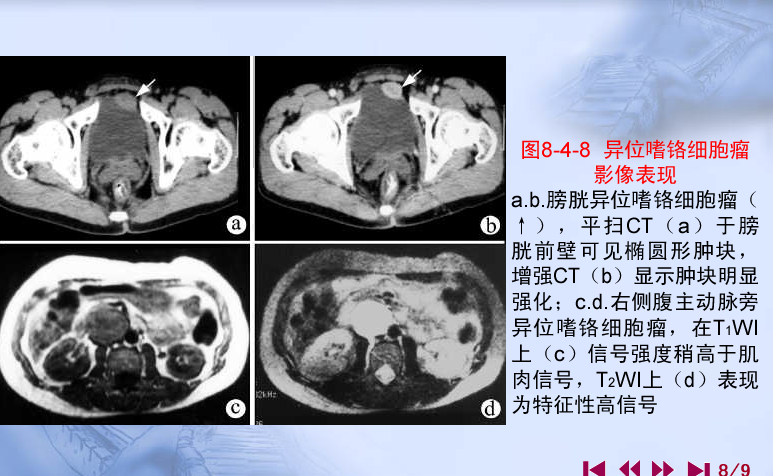 图8-4-8 异位嗜铬细胞瘤
影像表现
a.b.膀胱异位嗜铬细胞瘤（
↑），平扫CT（a）于膀
胱前壁可见椭圆形肿块，
增强CT（b）显示肿块明显
强化；c.d.右侧腹主动脉旁
异位嗜铬细胞瘤，在T₁WI
上（c）信号强度稍高于肌
肉信号，T₂WI上（d）表现
为特征性高信号
a
b
c
d
02kHz
8/9